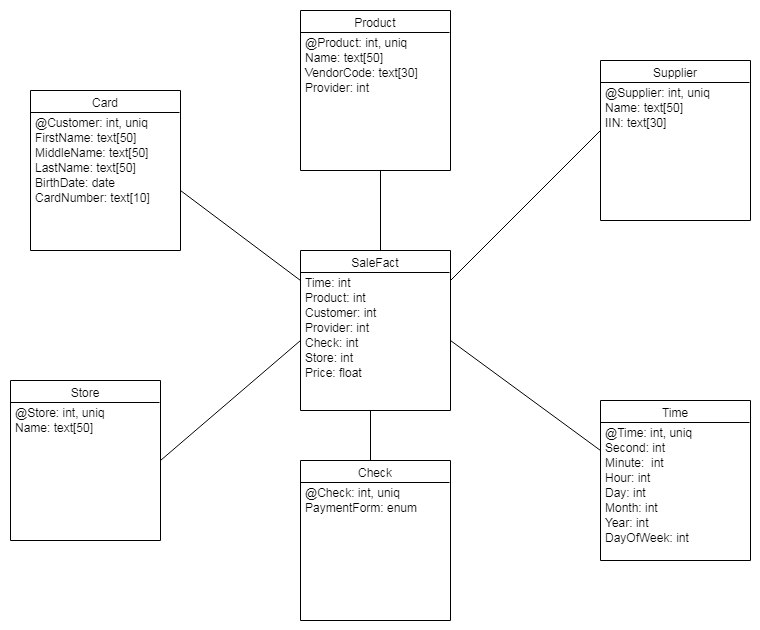 Product
@Product: int, uniq
Name: text[50]
VendorCode: text[30]
Provider: int
Supplier
@Supplier: int, uniq
Name: text[50]
IIN: text[30]
Card
@Customer: int, uniq
FirstName: text[50]
MiddleName: text[50]
LastName: text[50]
BirthDate: date
CardNumber: text[10]
SaleFact
Time: int
Product: int
Customer: int
Provider: int
Check: int
Store: int
Price: float
Store
@Store: int, uniq
Name: text[50]
Time
@Time: int, uniq
Second: int
Minute:  int
Hour: int
Day: int
Month: int
Year: int
DayOfWeek: int
Check
@Check: int, uniq
PaymentForm: enum